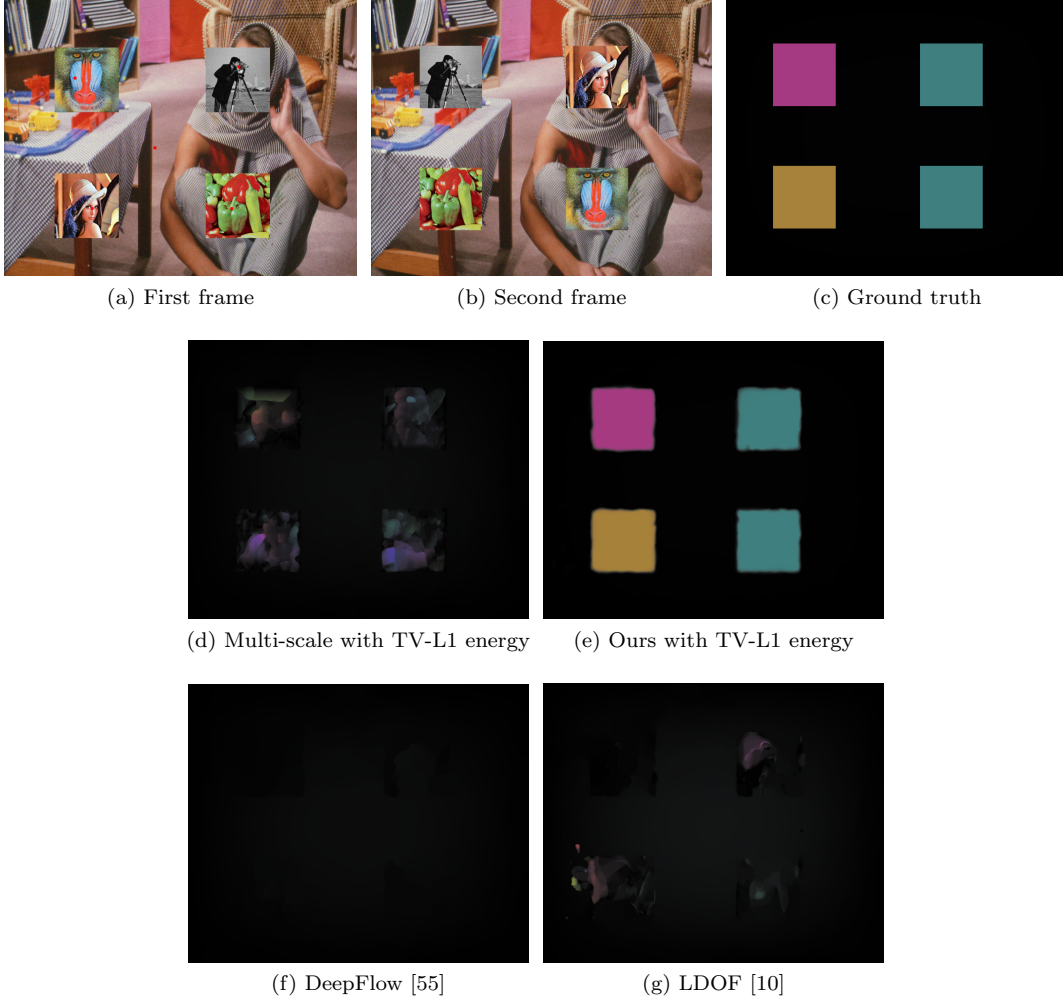 (a) First frame
(b) Second frame
(c) Ground truth
(d) Multi-scale with TV-L1 energy
(e) Ours with TV-L1 energy
(f) DeepFlow [55]
(g) LDOF [10]